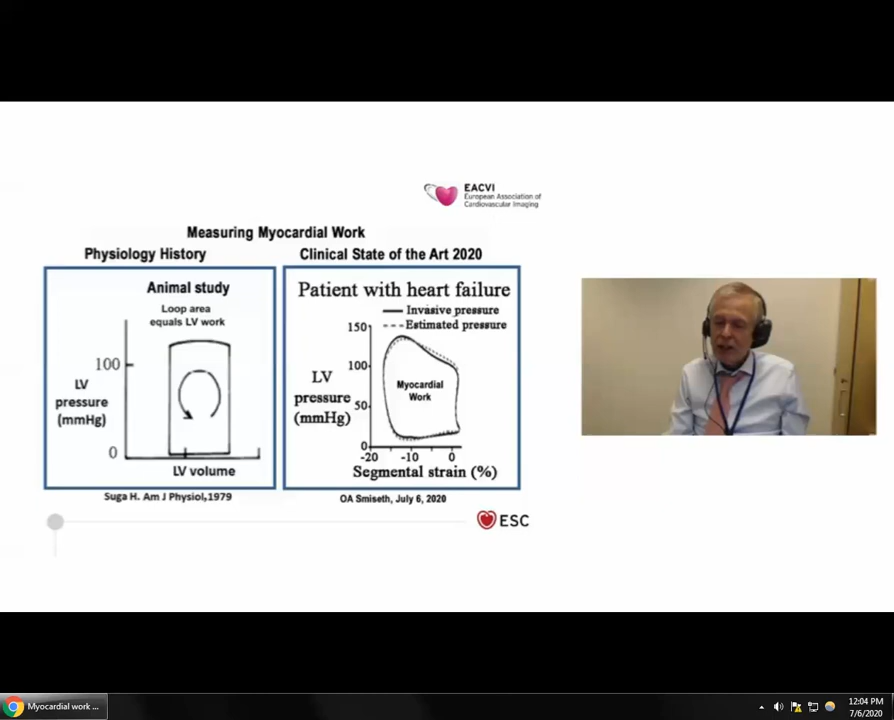 EACVI
European Association of
Cardiovascular Imaging
Measuring Myocardial Work
Physiology History
Clinical State of the Art 2020
Animal study
Loop area
equals LV work
100
LV
pressure
(mmHg)
0
LV volume
Suga H. Am J Physiol,1979
Patient with heart failure
Invasive pressure
Estimated pressure
150
100
50
0
LV
pressure
(mmHg)
Myocardial
Work
-20 -10 0
Segmental strain (%)
OA Smiseth, July 6, 2020
ESC
Myocardial work ...
12:04 PM
7/6/2020